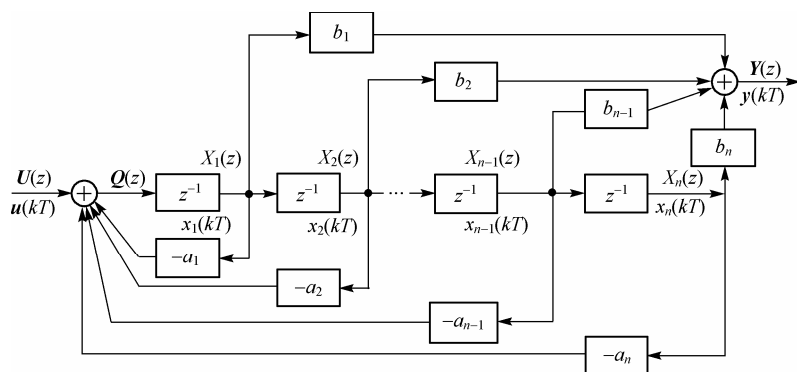 b₁
Y(z)
b₂
y(kT)
bₙ₋₁
bₙ
U(z)
Q(z)
X₁(z)
X₂(z)
Xₙ₋₁(z)
Xₙ(z)
+
z⁻¹
z⁻¹
...
z⁻¹
z⁻¹
+
u(kT)
x₁(kT)
x₂(kT)
xₙ₋₁(kT)
xₙ(kT)
−a₁
−a₂
−aₙ₋₁
−aₙ